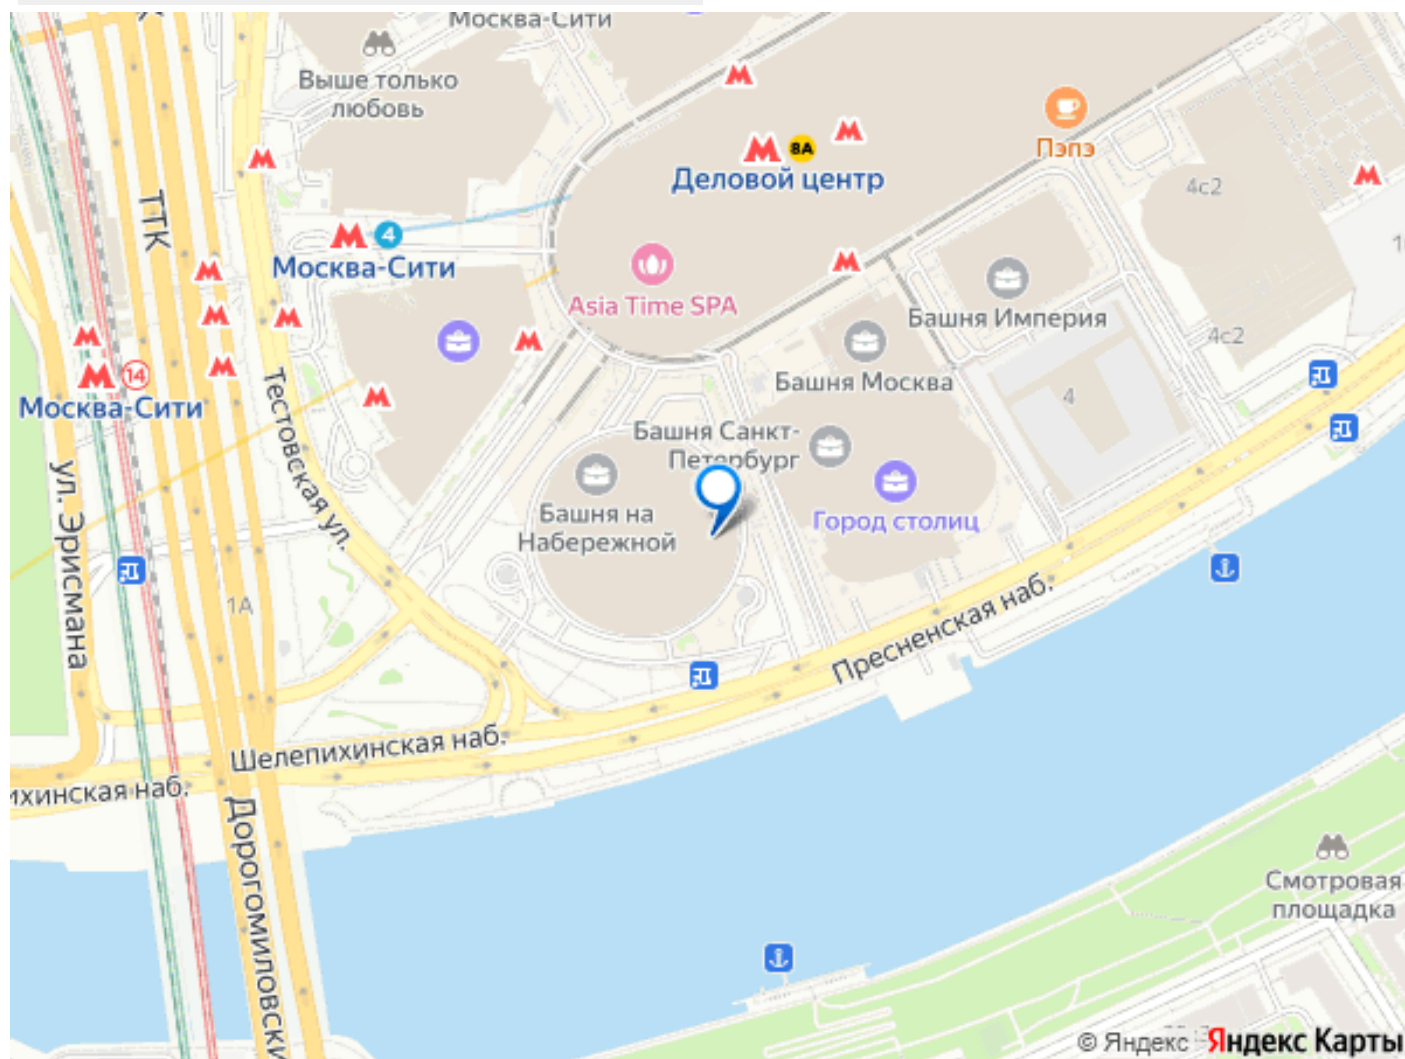 Москва-Сити
Выше только
любовь
Пэпэ
8А
Деловой центр
4с2
ТТК
4
Москва-Сити
Asia Time SPA
Башня Империя
4с2
14
Москва-Сити
Башня Москва
4
Тестовская ул.
Башня Санкт-
Петербург
Башня на
Набережной
Город столиц
ул. Эрисмана
1А
Пресненская наб.
Шелепихинская наб.
ихинская наб.
Дорогомиловски
Смотровая
площадка
© Яндекс Яндекс Карты